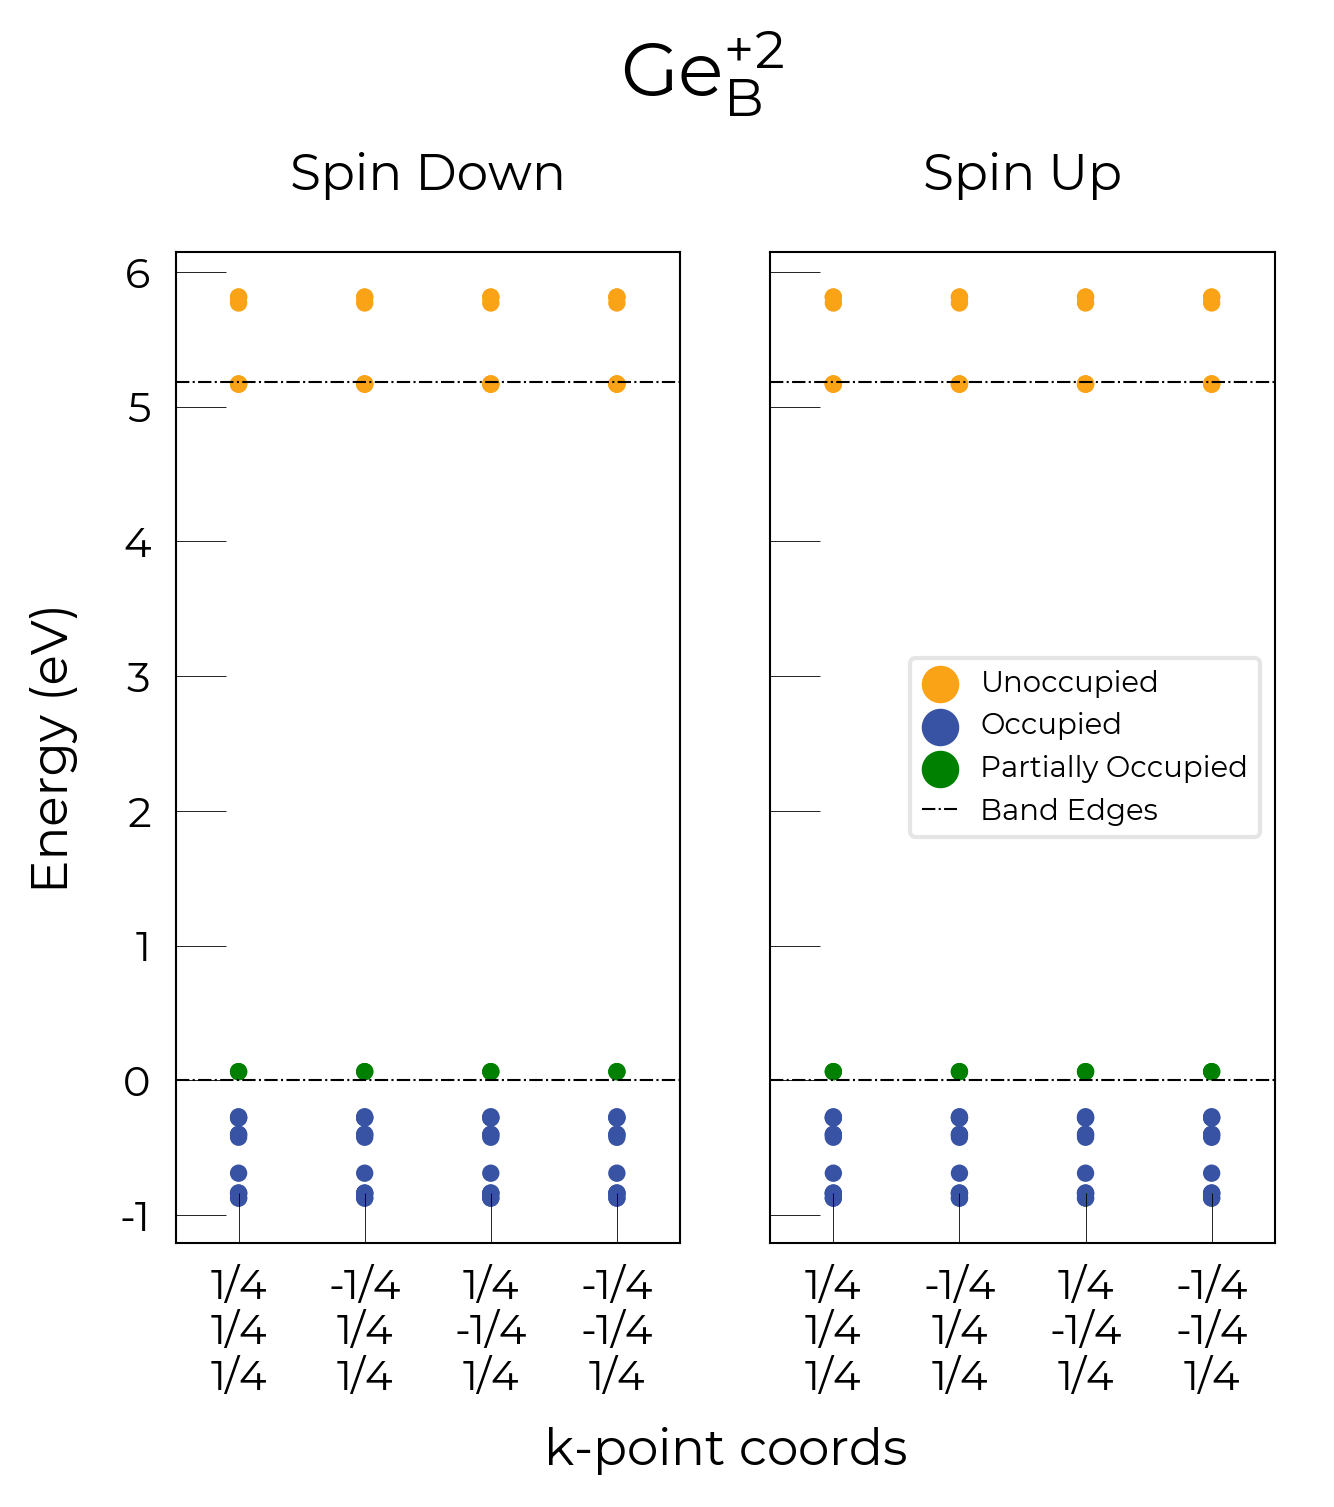 Ge_B^{+2}
Spin Down
Spin Up
6
5
4
3
2
1
0
-1
Energy (eV)
Unoccupied
Occupied
Partially Occupied
Band Edges
1/4 -1/4 1/4 -1/4 1/4 -1/4 1/4 -1/4
1/4 1/4 -1/4 -1/4 1/4 1/4 -1/4 -1/4
1/4 1/4 1/4 1/4 1/4 1/4 1/4 1/4
k-point coords